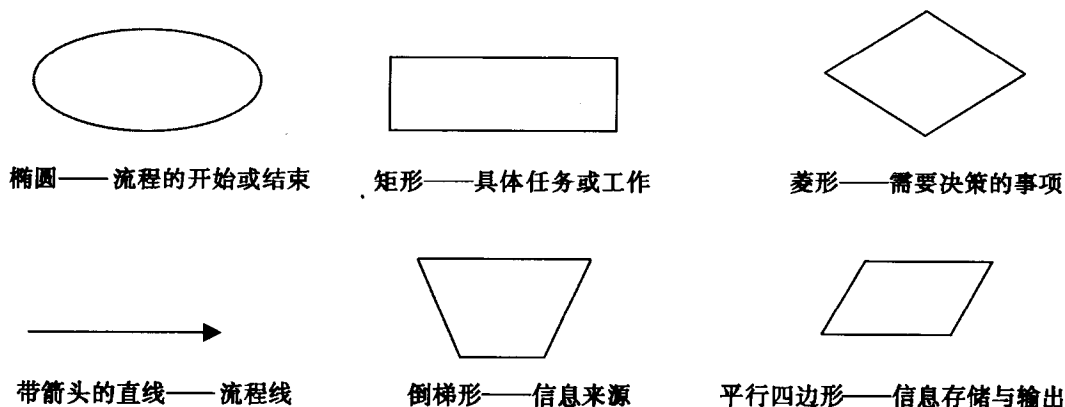 椭圆——流程的开始或结束
矩形——具体任务或工作
菱形——需要决策的事项
带箭头的直线——流程线
倒梯形——信息来源
平行四边形——信息存储与输出